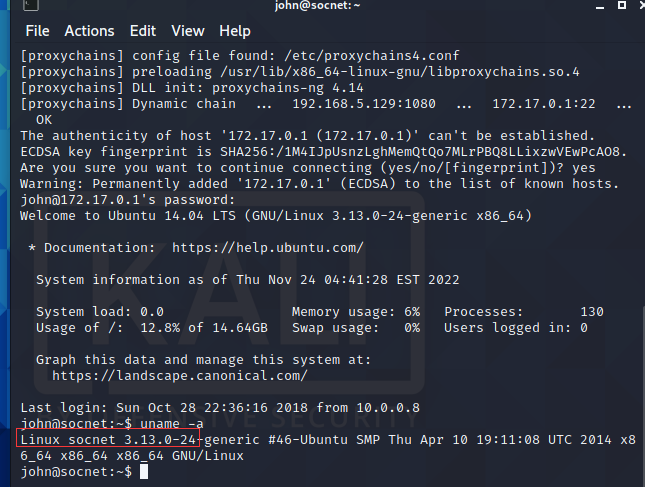 john@socnet: ~
File Actions Edit View Help
[proxychains] config file found: /etc/proxychains4.conf
[proxychains] preloading /usr/lib/x86_64-linux-gnu/libproxychains.so.4
[proxychains] DLL init: proxychains-ng 4.14
[proxychains] Dynamic chain  ...  192.168.5.129:1080  ...  172.17.0.1:22  ...
  OK
The authenticity of host '172.17.0.1 (172.17.0.1)' can't be established.
ECDSA key fingerprint is SHA256:/1M4IJpUsnzLghMemQtQo7MLrPBQ8LLixzwVEwPcAO8.
Are you sure you want to continue connecting (yes/no/[fingerprint])? yes
Warning: Permanently added '172.17.0.1' (ECDSA) to the list of known hosts.
john@172.17.0.1's password:
Welcome to Ubuntu 14.04 LTS (GNU/Linux 3.13.0-24-generic x86_64)
 * Documentation:  https://help.ubuntu.com/
  System information as of Thu Nov 24 04:41:28 EST 2022
  System load: 0.0               Memory usage: 6%   Processes:       130
  Usage of /:  12.8% of 14.64GB  Swap usage:   0%   Users logged in: 0
  Graph this data and manage this system at:
    https://landscape.canonical.com/
Last login: Sun Oct 28 22:36:16 2018 from 10.0.0.8
john@socnet:~$ uname -a
Linux socnet 3.13.0-24-generic #46-Ubuntu SMP Thu Apr 10 19:11:08 UTC 2014 x8
6_64 x86_64 x86_64 GNU/Linux
john@socnet:~$
KALI